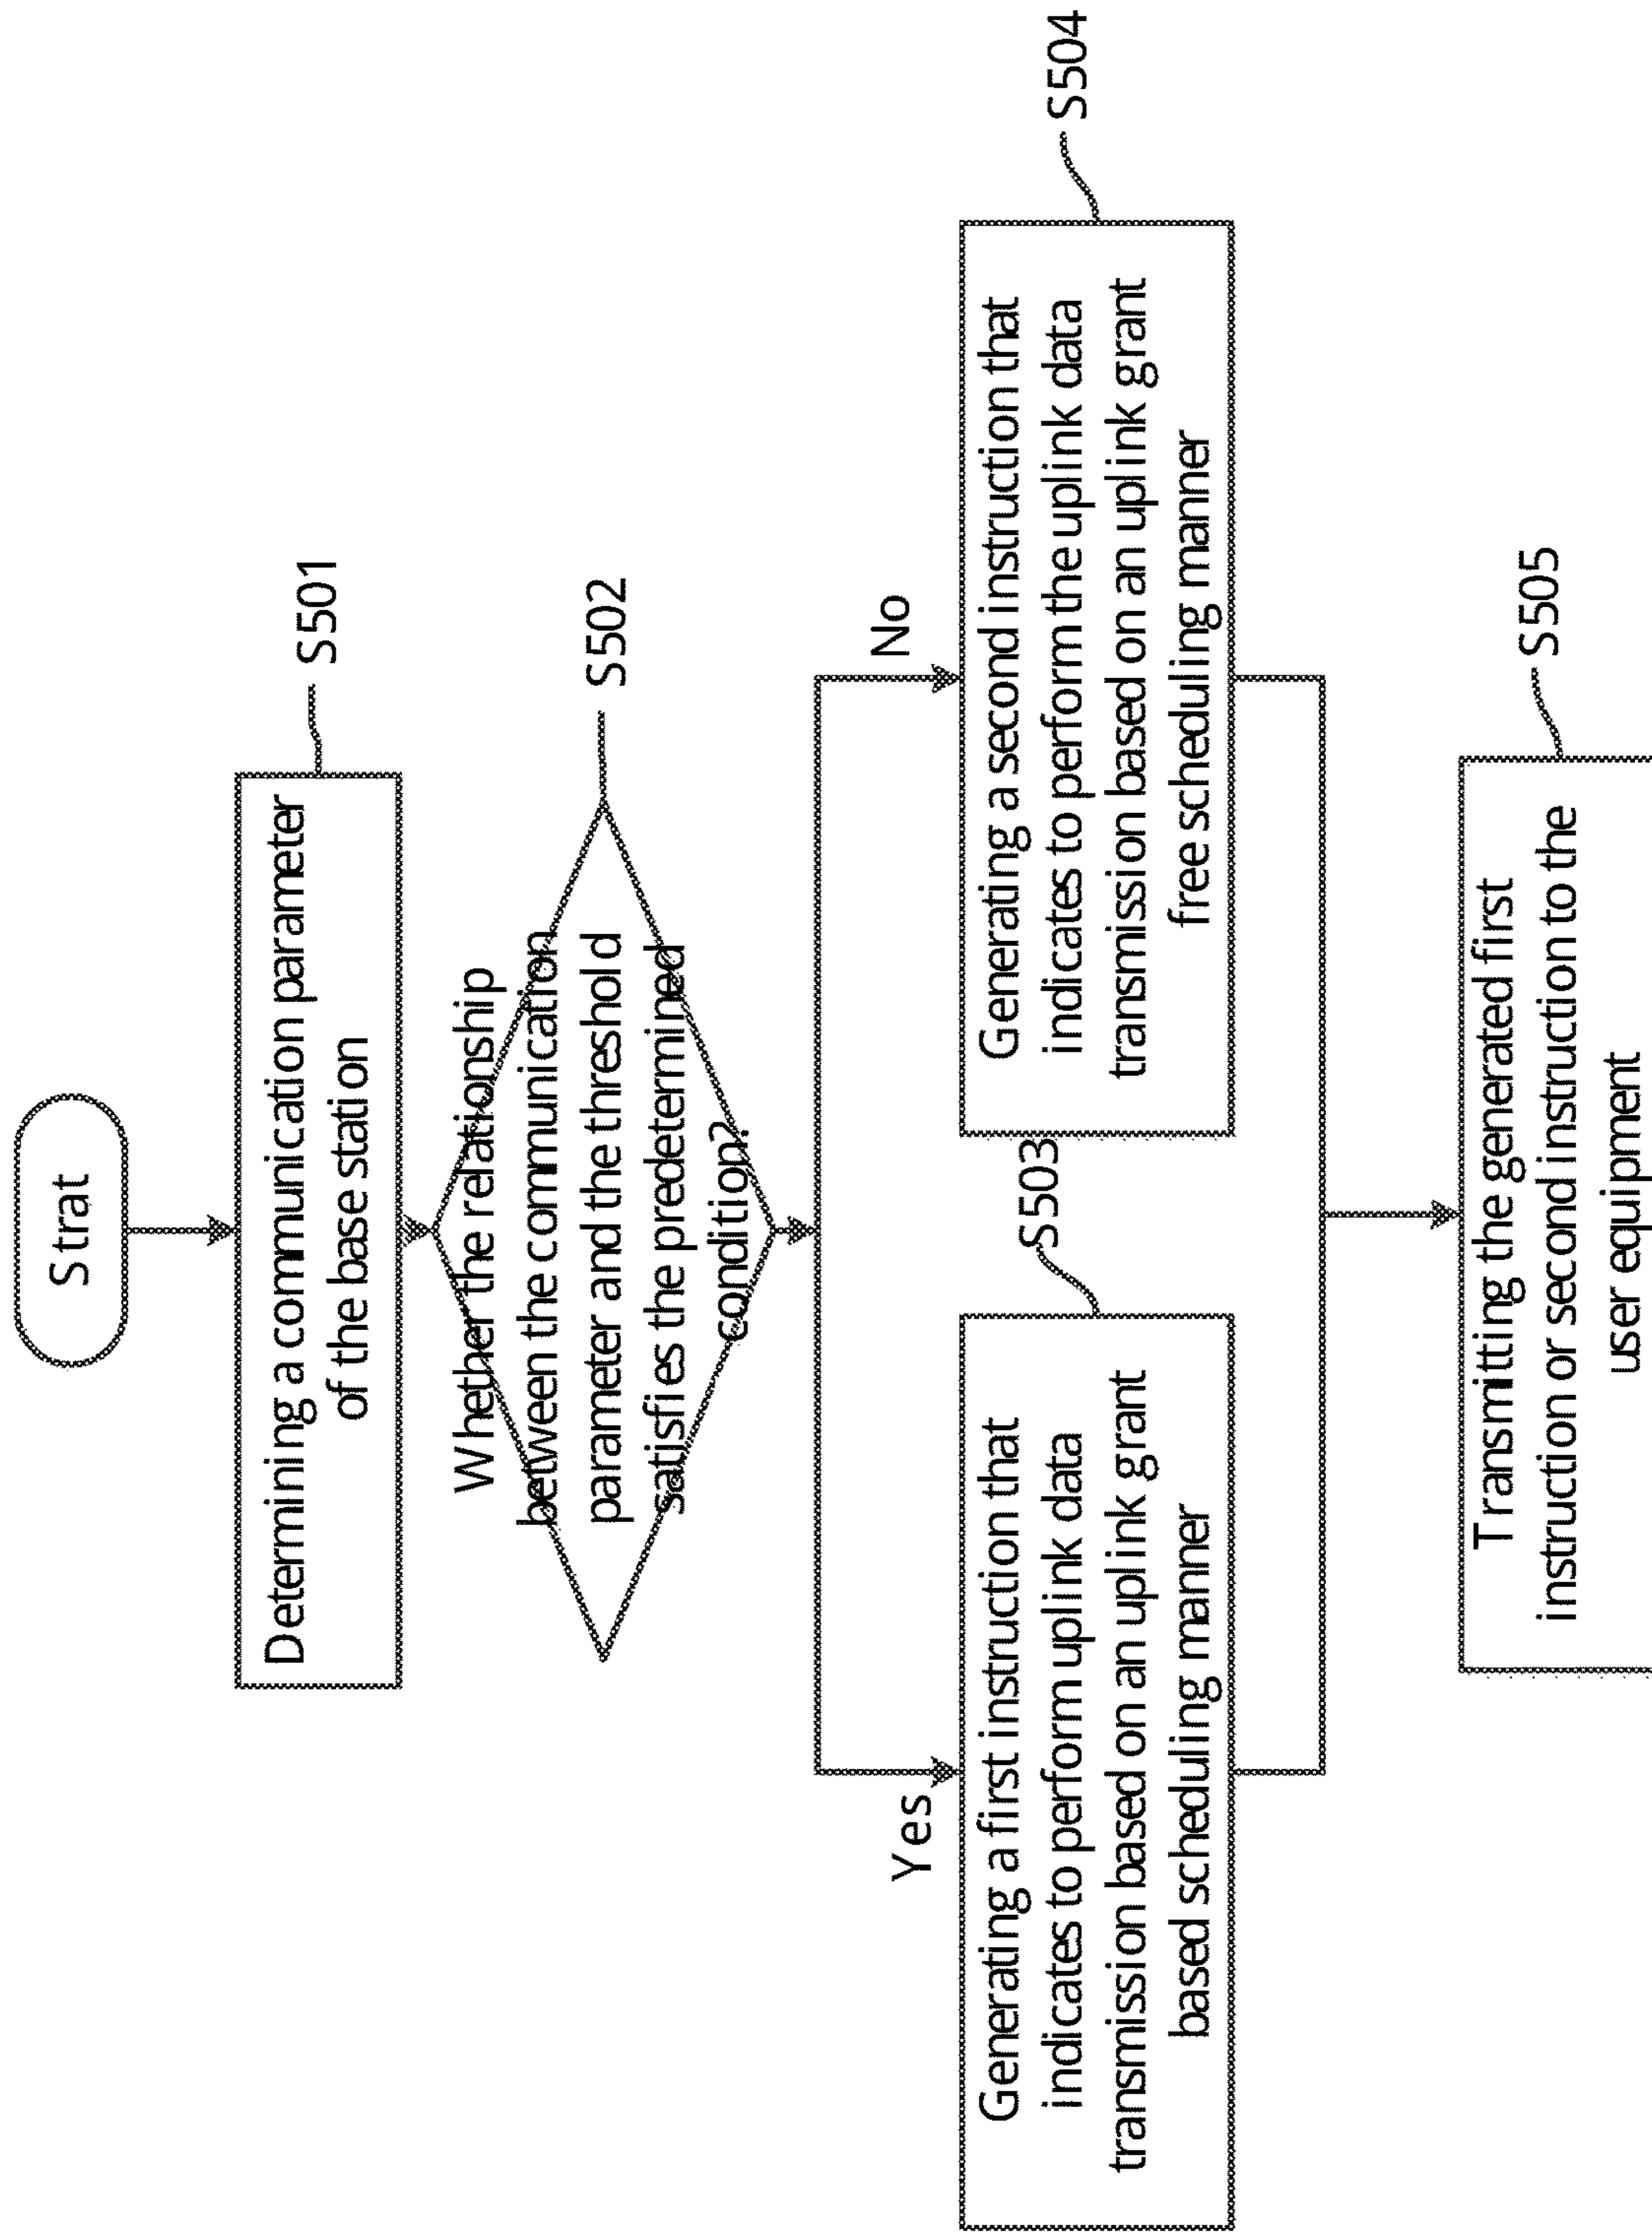 Strat
Determining a communication parameter
of the base station
S501
Whether the relationship
between the communication
parameter and the threshold
satisfies the predetermined
condition?
S502
Yes
No
Generating a first instruction that
indicates to perform uplink data
transmission based on an uplink grant
based scheduling manner
S503
Generating a second instruction that
indicates to perform the uplink data
transmission based on an uplink grant
free scheduling manner
S504
Transmitting the generated first
instruction or second instruction to the
user equipment
S505